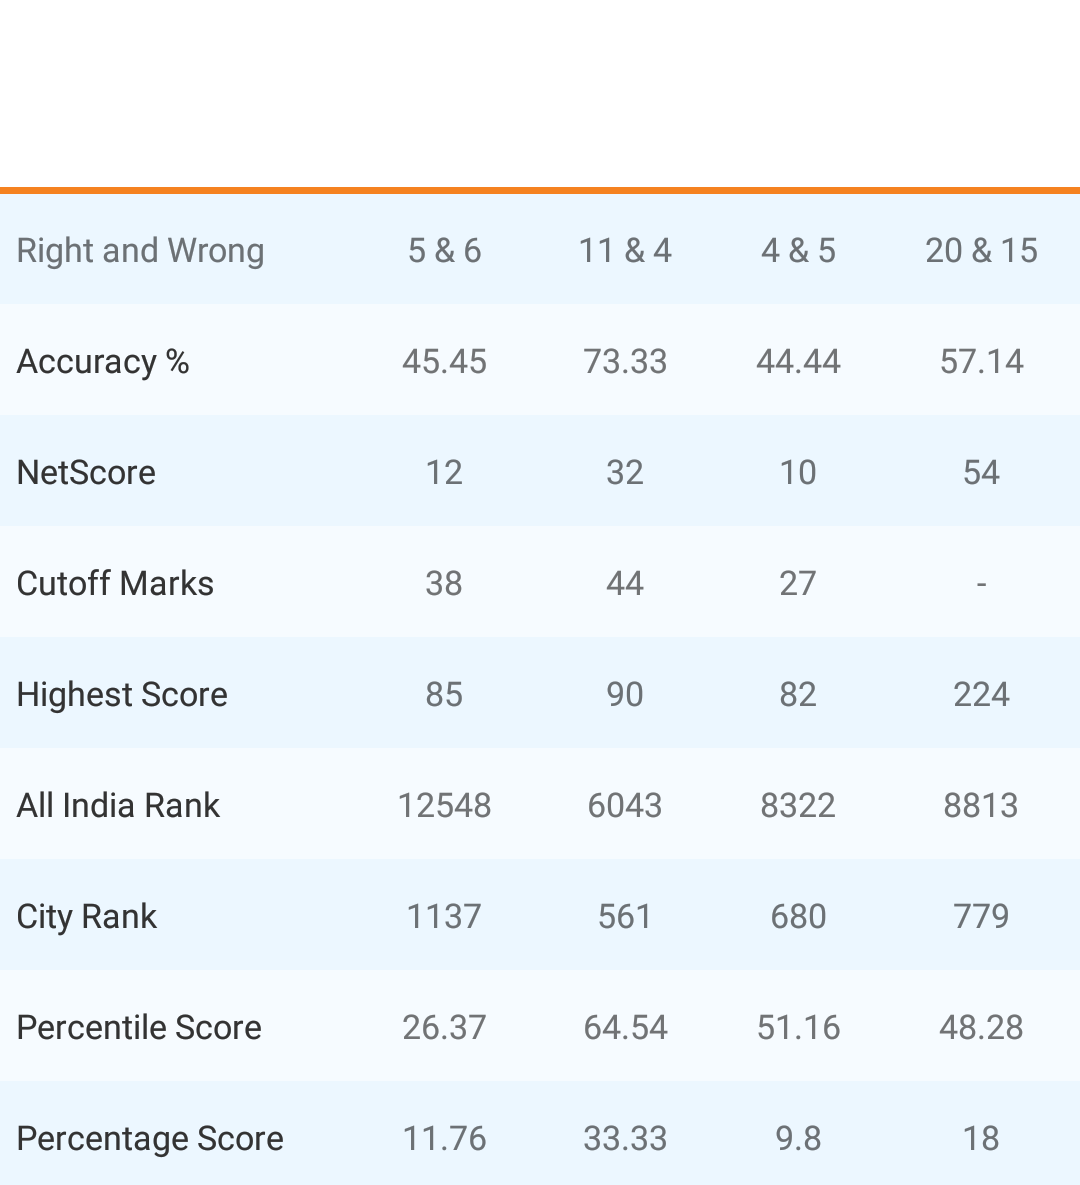 Right and Wrong 5 & 6 11 & 4 4 & 5 20 & 15
Accuracy % 45.45 73.33 44.44 57.14
NetScore 12 32 10 54
Cutoff Marks 38 44 27 -
Highest Score 85 90 82 224
All India Rank 12548 6043 8322 8813
City Rank 1137 561 680 779
Percentile Score 26.37 64.54 51.16 48.28
Percentage Score 11.76 33.33 9.8 18